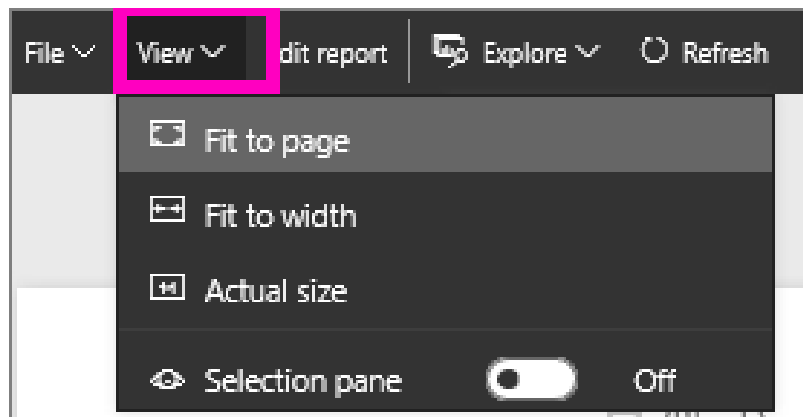 File View dit report Explore Refresh
Fit to page
Fit to width
Actual size
Selection pane Off